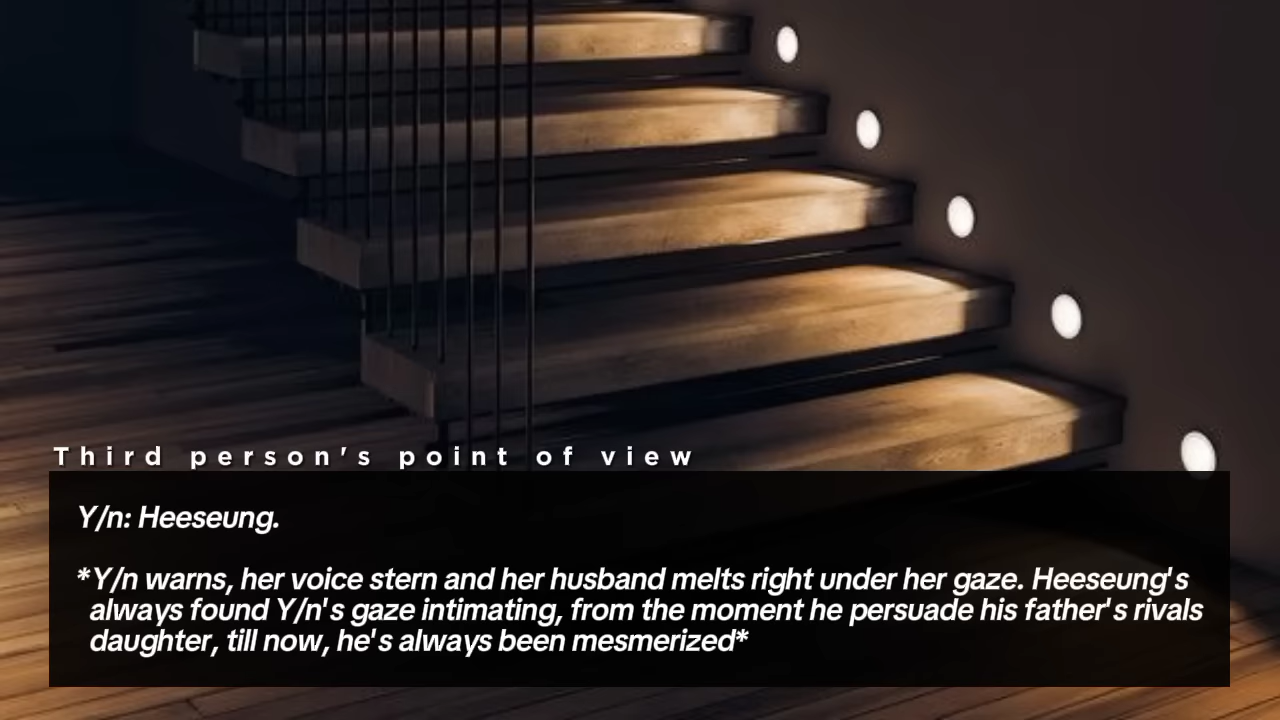 Third person's point of view
Y/n: Heeseung.
*Y/n warns, her voice stern and her husband melts right under her gaze. Heeseung's
always found Y/n's gaze intimating, from the moment he persuade his father's rivals
daughter, till now, he's always been mesmerized*